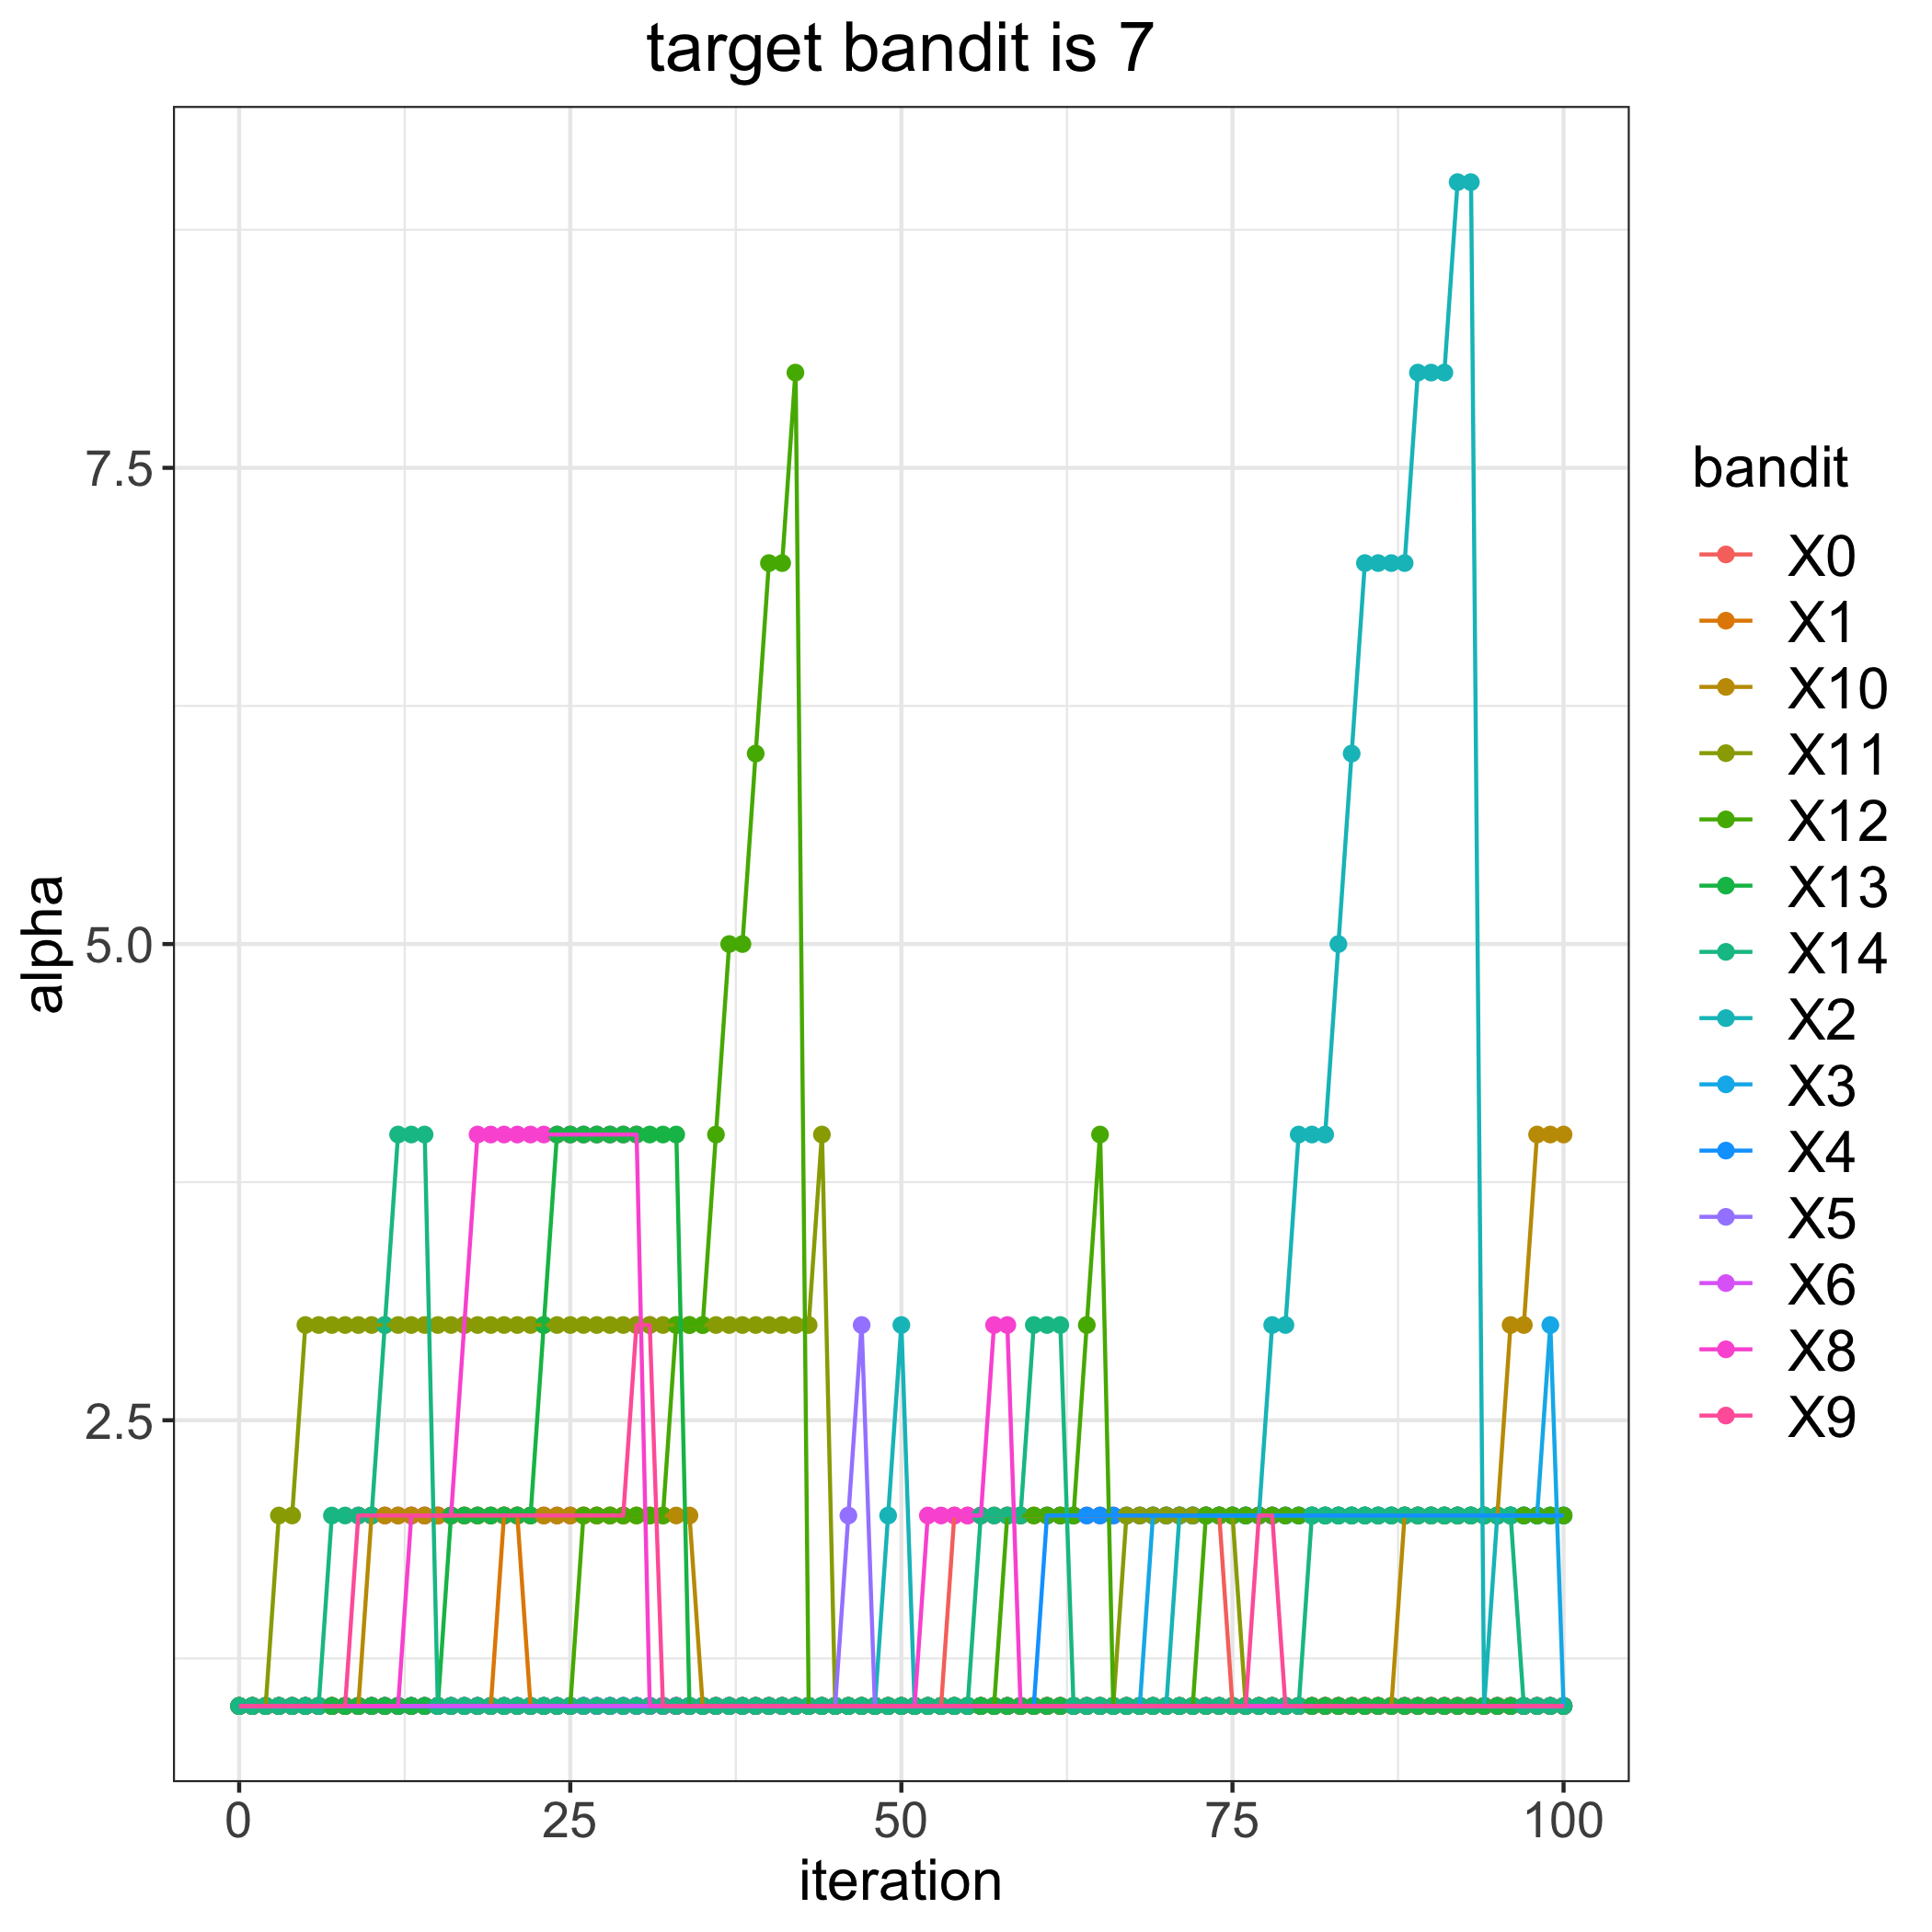 target bandit is 7
alpha
7.5
5.0
2.5
0 25 50 75 100
iteration
bandit
X0
X1
X10
X11
X12
X13
X14
X2
X3
X4
X5
X6
X8
X9